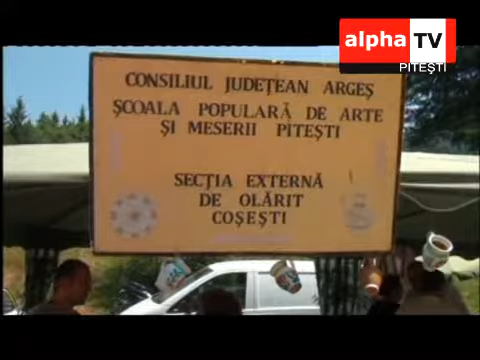 alpha TV
PITEŞTI
CONSILIUL JUDEŢEAN ARGEŞ
ŞCOALA POPULARĂ DE ARTE
ŞI MESERII PITEŞTI
SECŢIA EXTERNĂ
DE OLĂRIT
COŞEŞTI